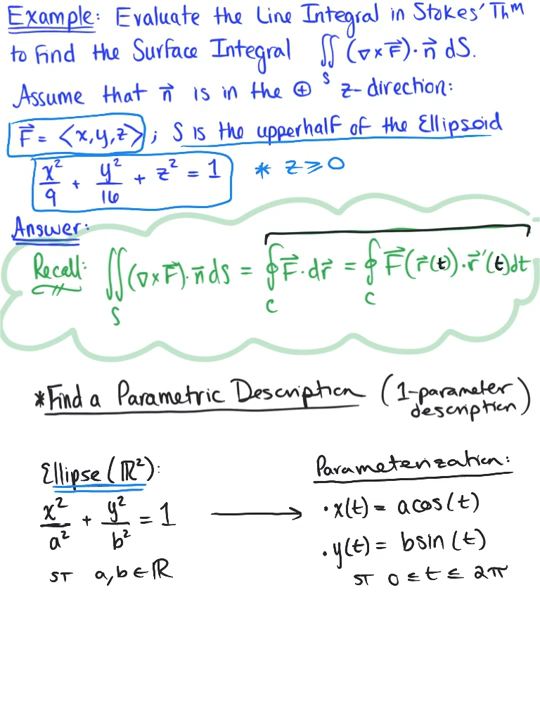 Example: Evaluate the Line Integral in Stokes' Thm
to find the Surface Integral ∬_S (∇×F⃗)·n⃗ dS.
Assume that n⃗ is in the ⊕ z-direction:
F⃗ = <x,y,z>; S is the upperhalf of the Ellipsoid
x²/9 + y²/16 + z² = 1 * z ≥ 0
Answer:
Recall: ∬_S (∇×F⃗)·n⃗ dS = ∮_C F⃗·dr⃗ = ∮_C F⃗(r⃗(t))·r⃗'(t)dt
*Find a Parametric Description (1-parameter
description)
Ellipse (ℝ²):
x²/a² + y²/b² = 1
ST a,b ∈ ℝ
Parameterization:
·x(t) = acos(t)
·y(t) = bsin(t)
ST 0 ≤ t ≤ 2π